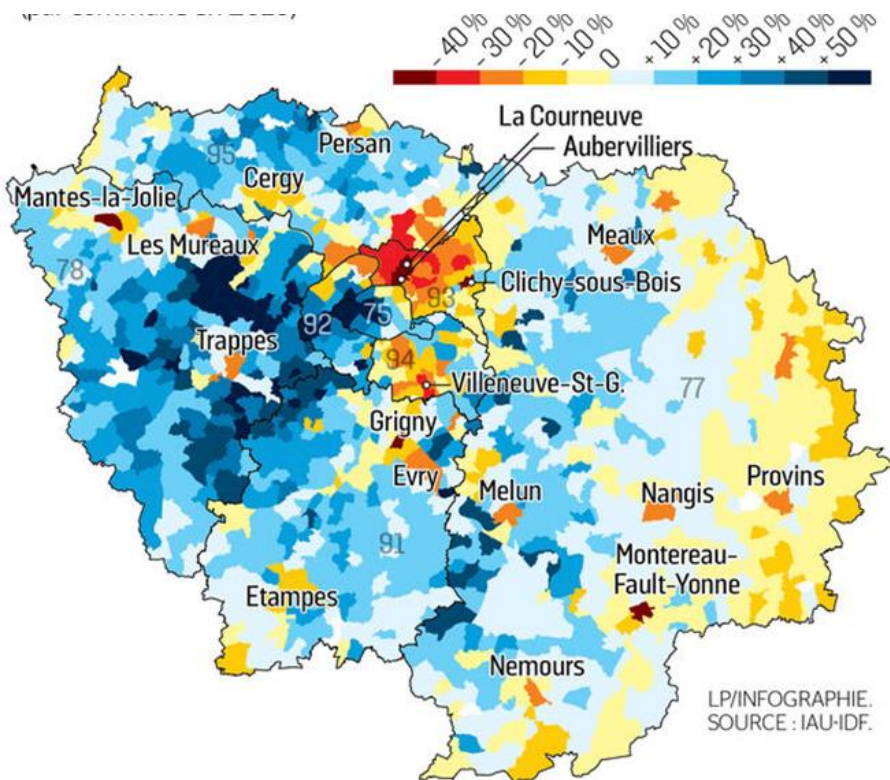 - 40%
- 30%
- 20%
- 10%
0
+ 10%
+ 20%
+ 30%
+ 40%
+ 50%
La Courneuve
Aubervilliers
Persan
95
Cergy
Mantes-la-Jolie
Les Mureaux
Meaux
78
Clichy-sous-Bois
93
75
92
Trappes
94
77
Villeneuve-St-G.
Grigny
Evry
Melun
Nangis
Provins
91
Montereau-
Fault-Yonne
Etampes
Nemours
LP/INFOGRAPHIE.
SOURCE : IAU-IDF.